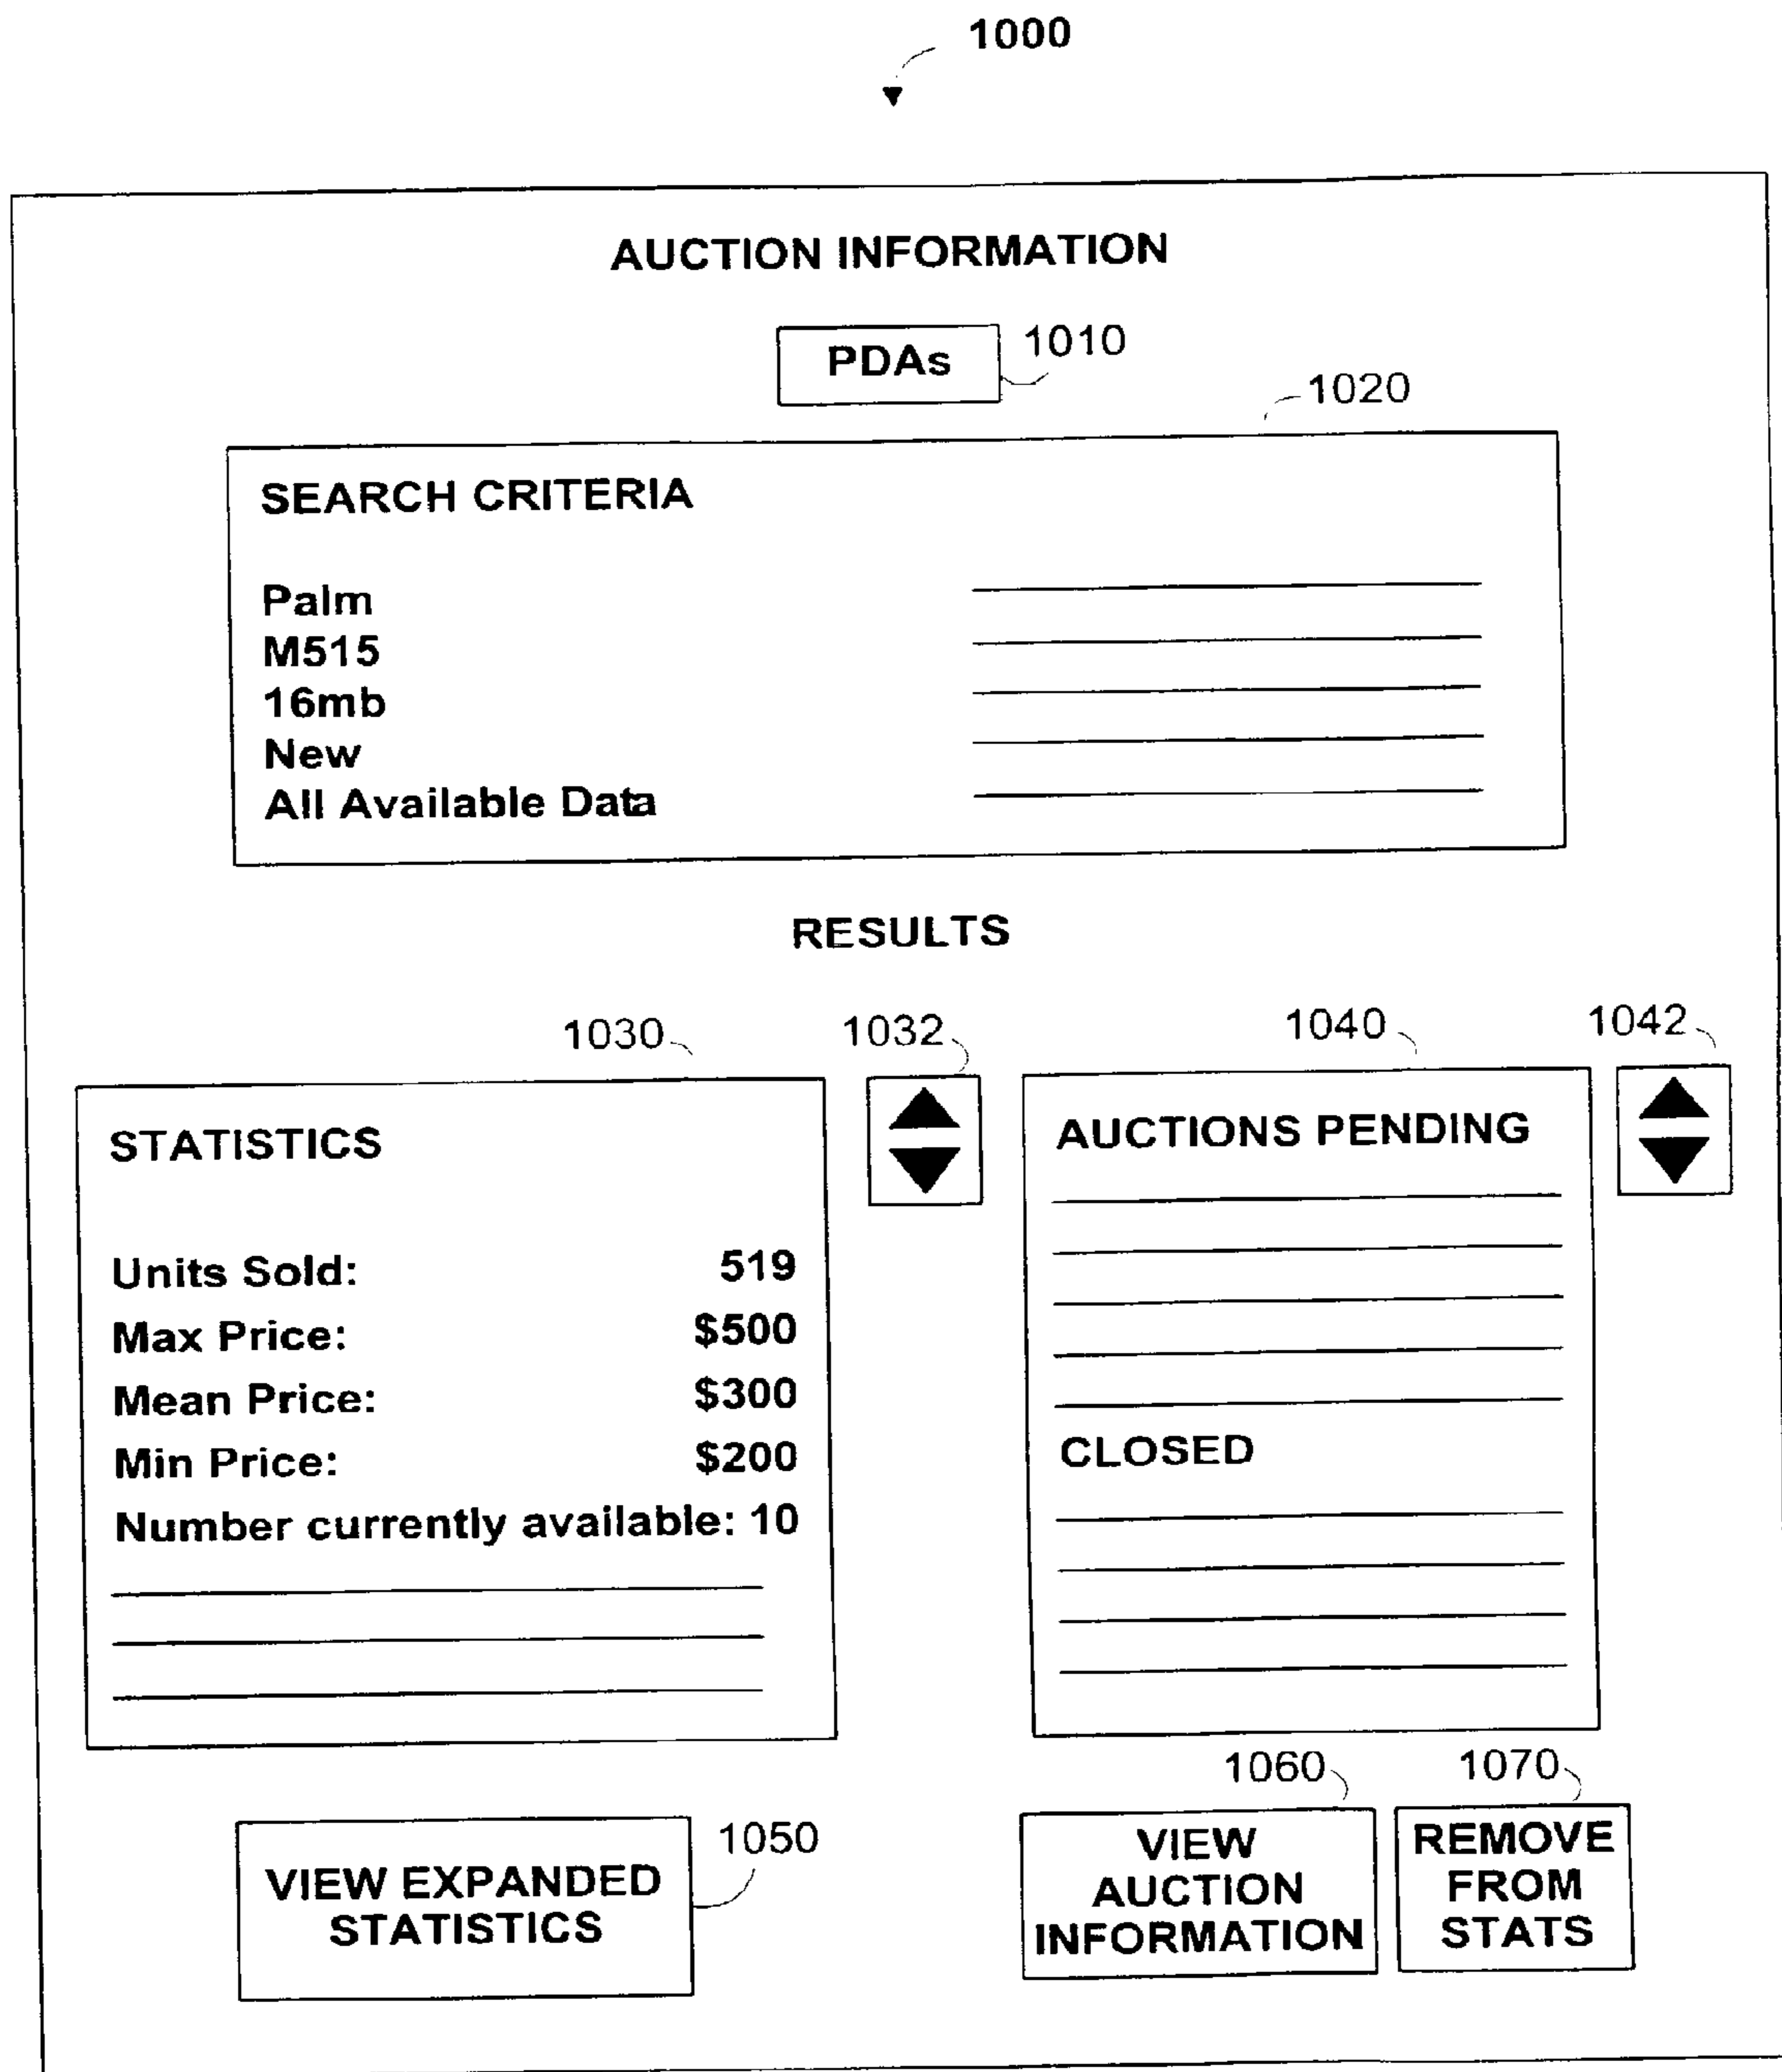 1000
AUCTION INFORMATION
PDAs
1010
1020
SEARCH CRITERIA
Palm
M515
16mb
New
All Available Data
RESULTS
1030
1032
1040
1042
STATISTICS
Units Sold: 519
Max Price: $500
Mean Price: $300
Min Price: $200
Number currently available: 10
AUCTIONS PENDING
CLOSED
1050
1060
1070
VIEW EXPANDED
STATISTICS
VIEW
AUCTION
INFORMATION
REMOVE
FROM
STATS